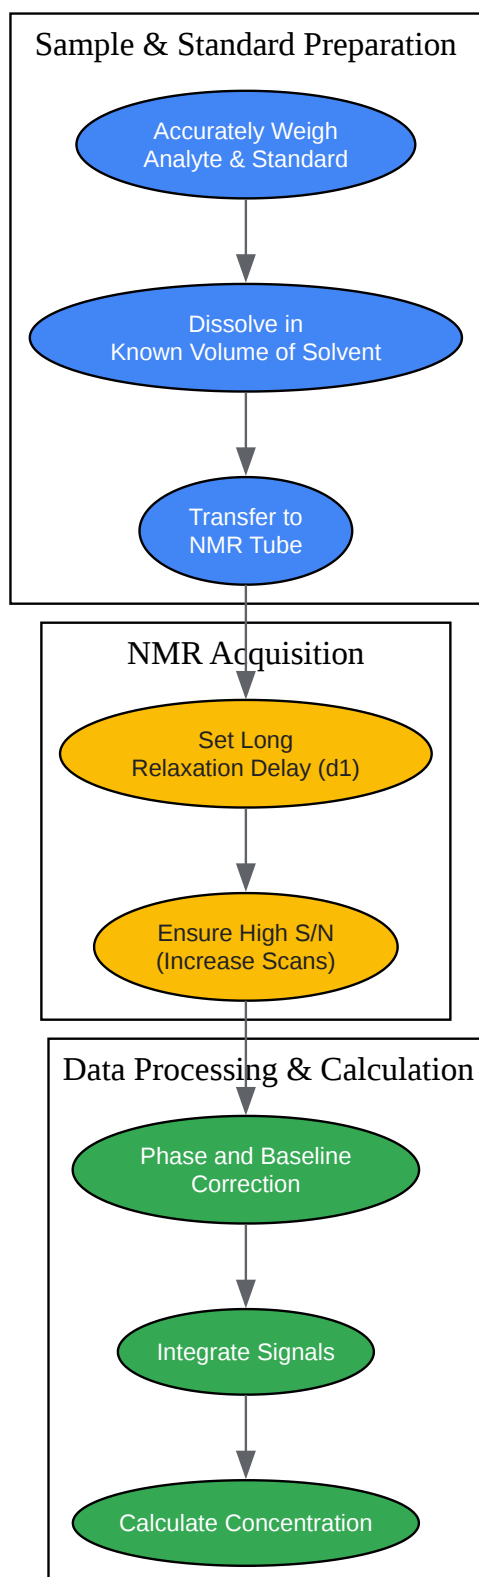 Sample & Standard Preparation
Accurately Weigh
Analyte & Standard
Dissolve in
Known Volume of Solvent
Transfer to
NMR Tube
NMR Acquisition
Set Long
Relaxation Delay (d1)
Ensure High S/N
(Increase Scans)
Data Processing & Calculation
Phase and Baseline
Correction
Integrate Signals
Calculate Concentration